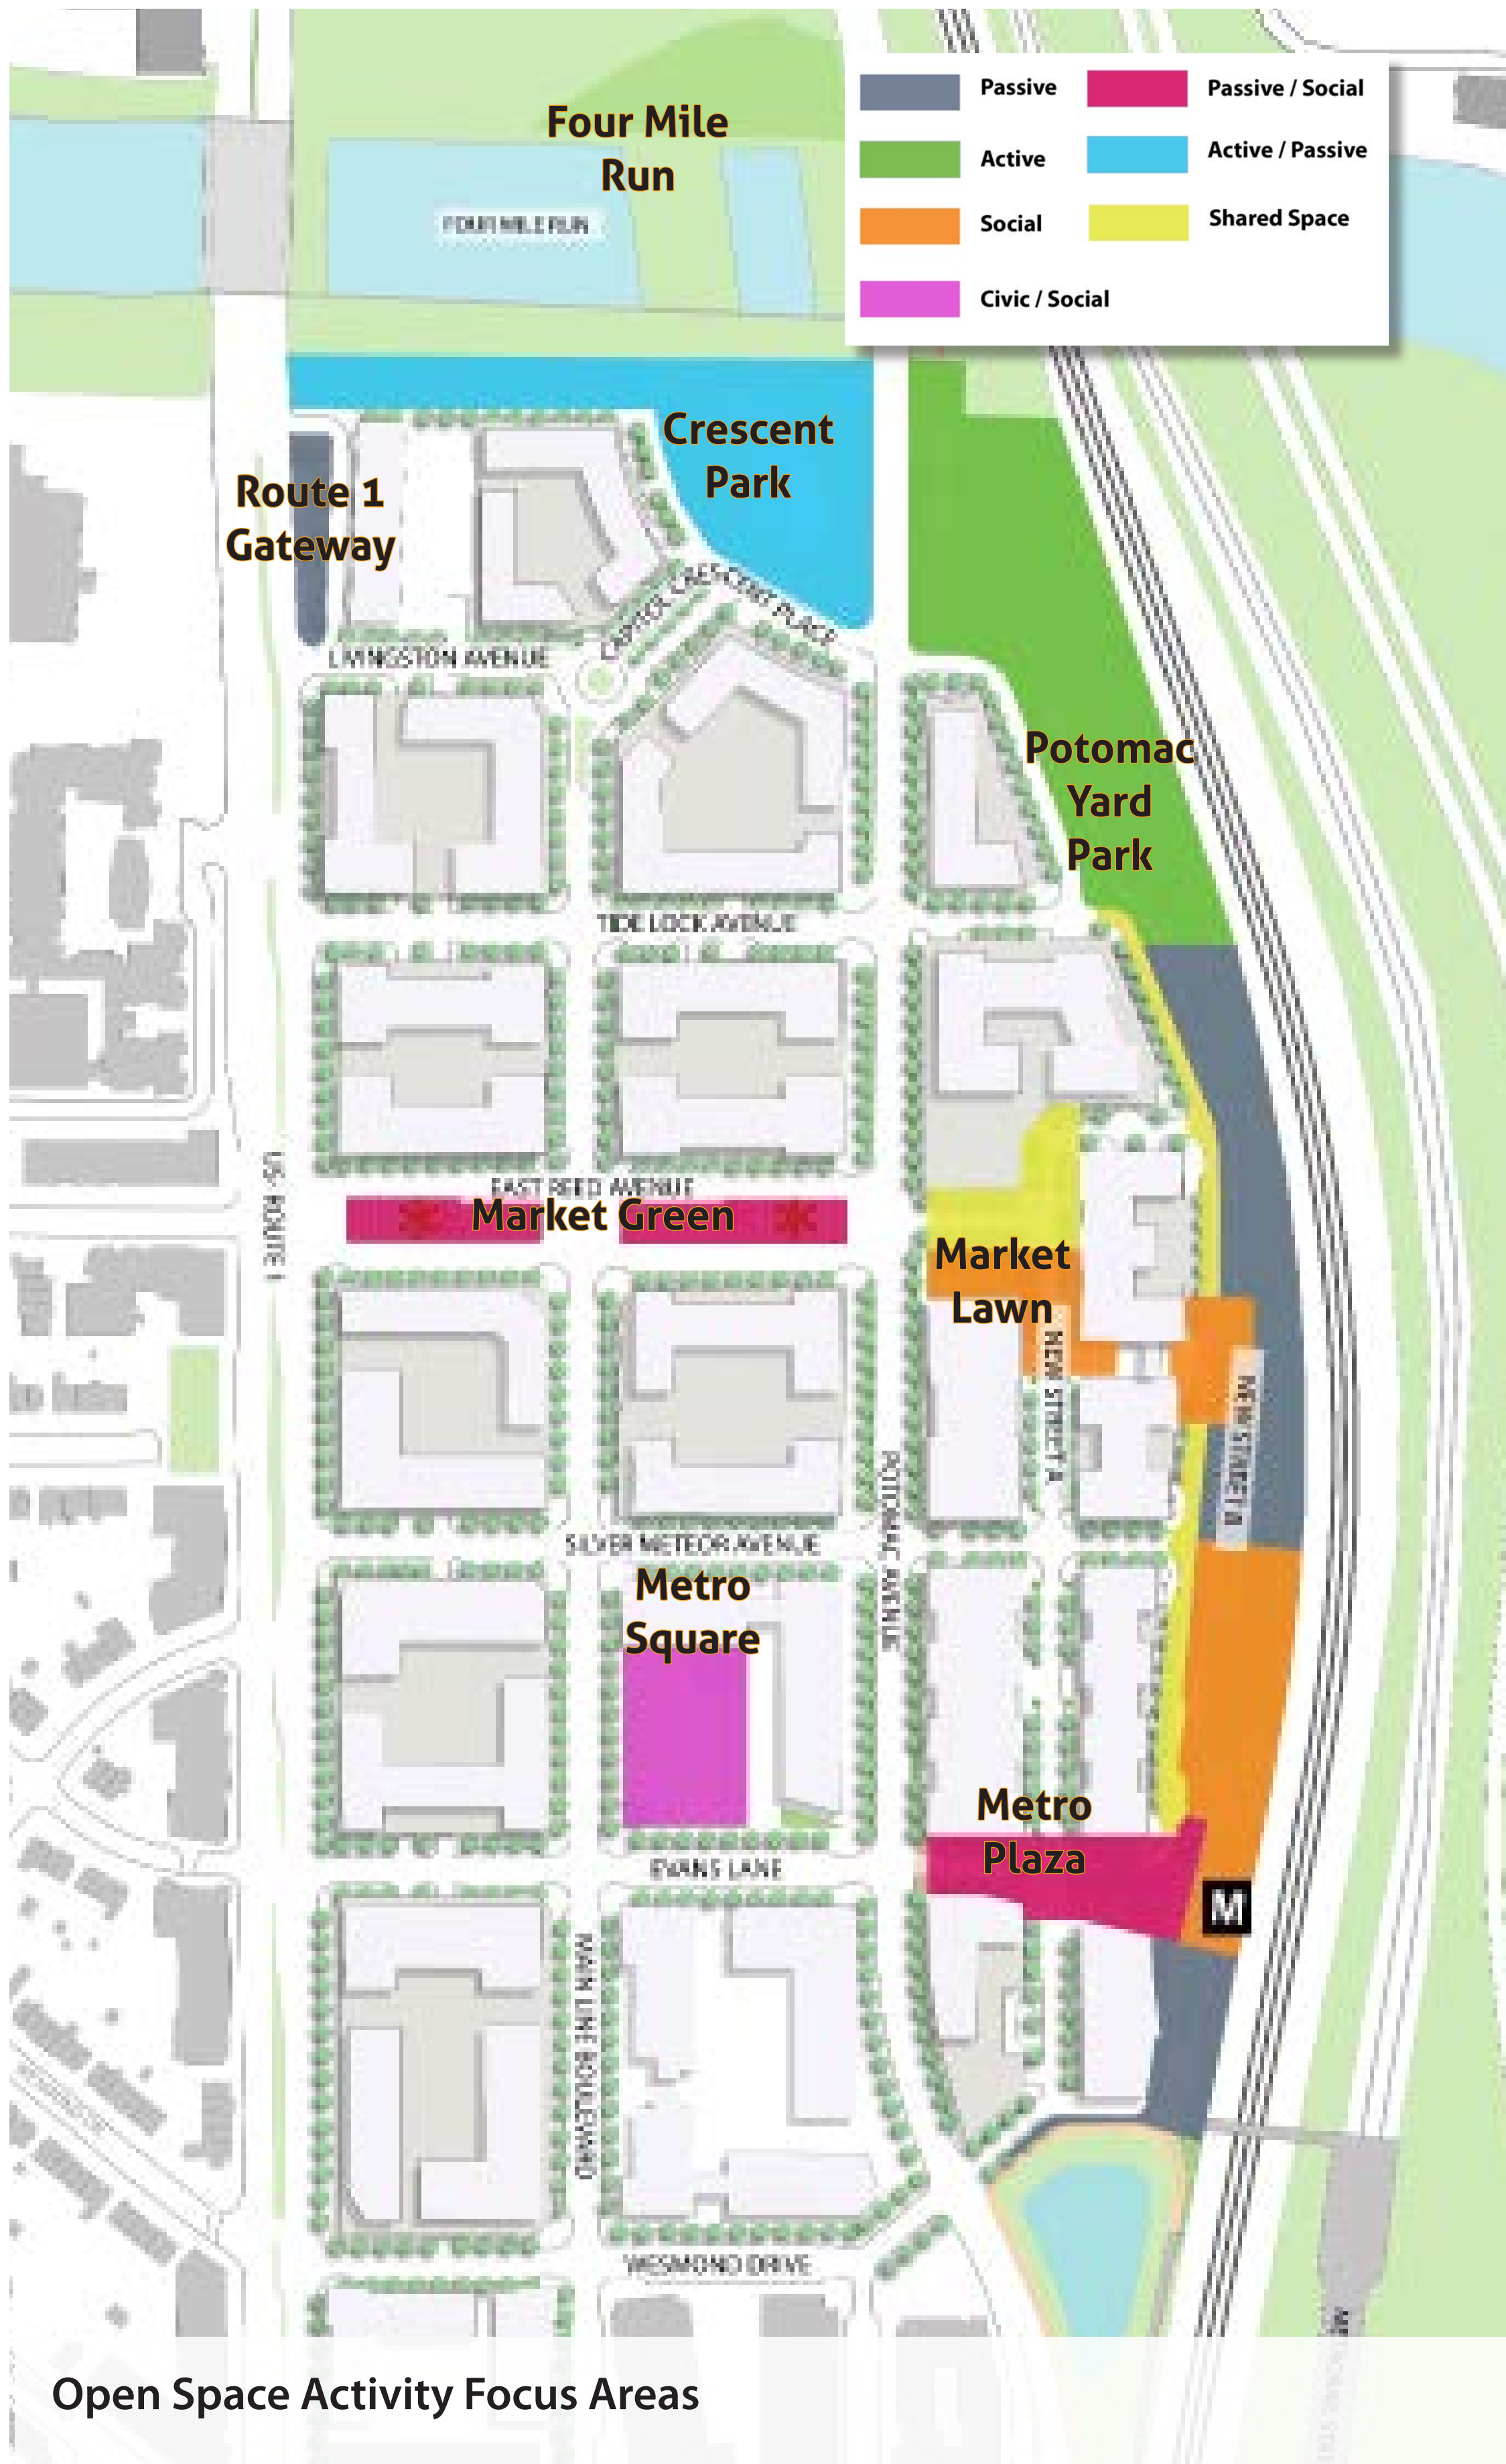 Passive
Passive / Social
Active
Active / Passive
Social
Shared Space
Civic / Social
Four Mile
Run
FOUR MILE RUN
Crescent
Park
Route 1
Gateway
CRESCENT PLACE
LIVINGSTON AVENUE
Potomac
Yard
Park
TIDE LOCK AVENUE
US ROUTE 1
EAST REED AVENUE
Market Green
Market
Lawn
NEW STREET A
NEW STREET B
POTOMAC AVENUE
SILVER METEOR AVENUE
Metro
Square
Metro
Plaza
EVANS LANE
M
MAIN LINE BOULEVARD
WESMOND DRIVE
Open Space Activity Focus Areas